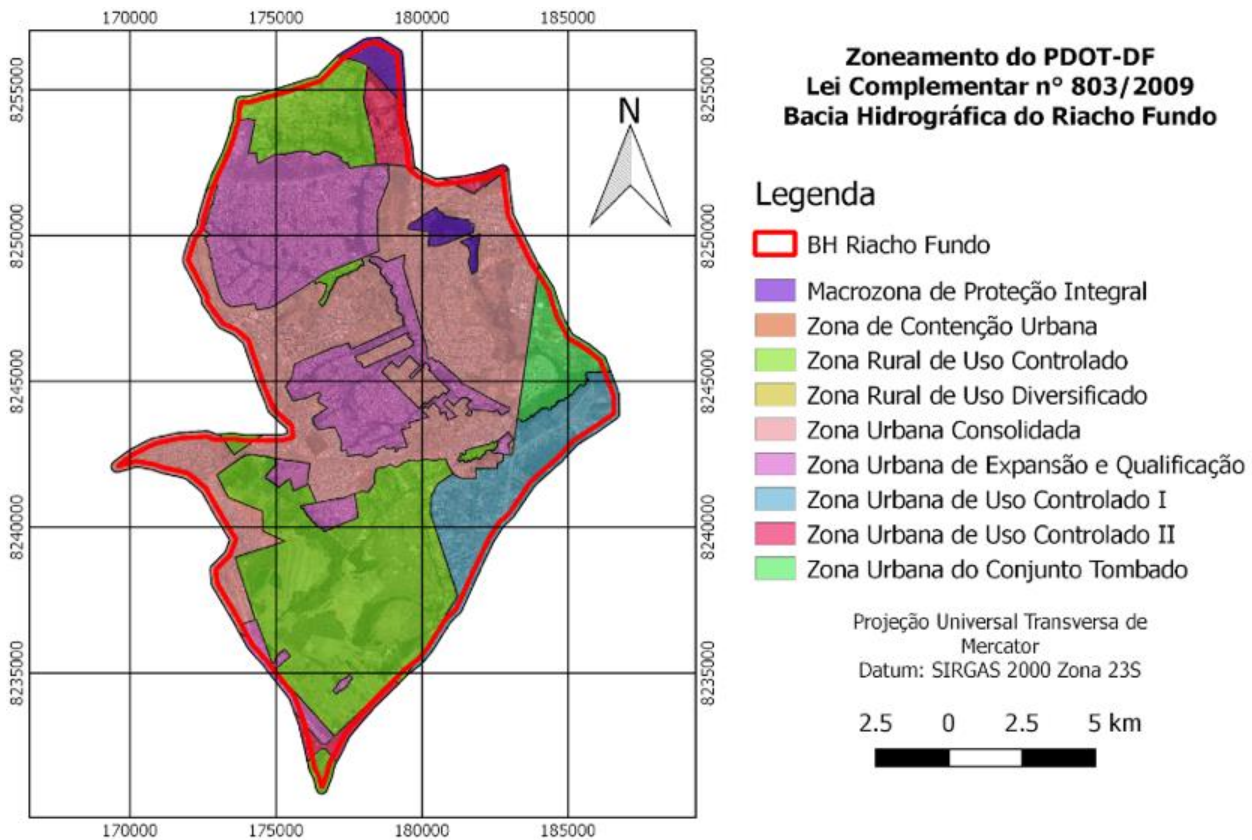 170000 175000 180000 185000
8255000 8255000
8250000 8250000
8245000 8245000
8240000 8240000
8235000 8235000
170000 175000 180000 185000
N
Zoneamento do PDOT-DF
Lei Complementar n° 803/2009
Bacia Hidrográfica do Riacho Fundo
Legenda
BH Riacho Fundo
Macrozona de Proteção Integral
Zona de Contenção Urbana
Zona Rural de Uso Controlado
Zona Rural de Uso Diversificado
Zona Urbana Consolidada
Zona Urbana de Expansão e Qualificação
Zona Urbana de Uso Controlado I
Zona Urbana de Uso Controlado II
Zona Urbana do Conjunto Tombado
Projeção Universal Transversa de
Mercator
Datum: SIRGAS 2000 Zona 23S
2.5 0 2.5 5 km